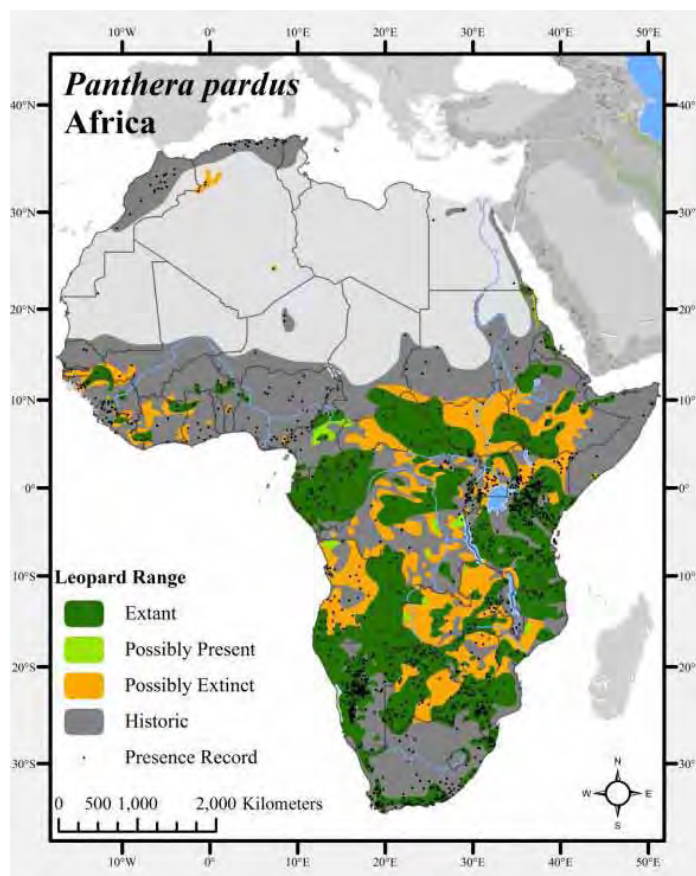 10°W 0° 10°E 20°E 30°E 40°E 50°E
Panthera pardus
Africa
40°N
40°N
30°N
30°N
20°N
20°N
10°N
10°N
0°
0°
10°S
10°S
20°S
20°S
30°S
30°S
Leopard Range
Extant
Possibly Present
Possibly Extinct
Historic
Presence Record
0 500 1,000 2,000 Kilometers
N
W E
S
10°W 0° 10°E 20°E 30°E 40°E 50°E